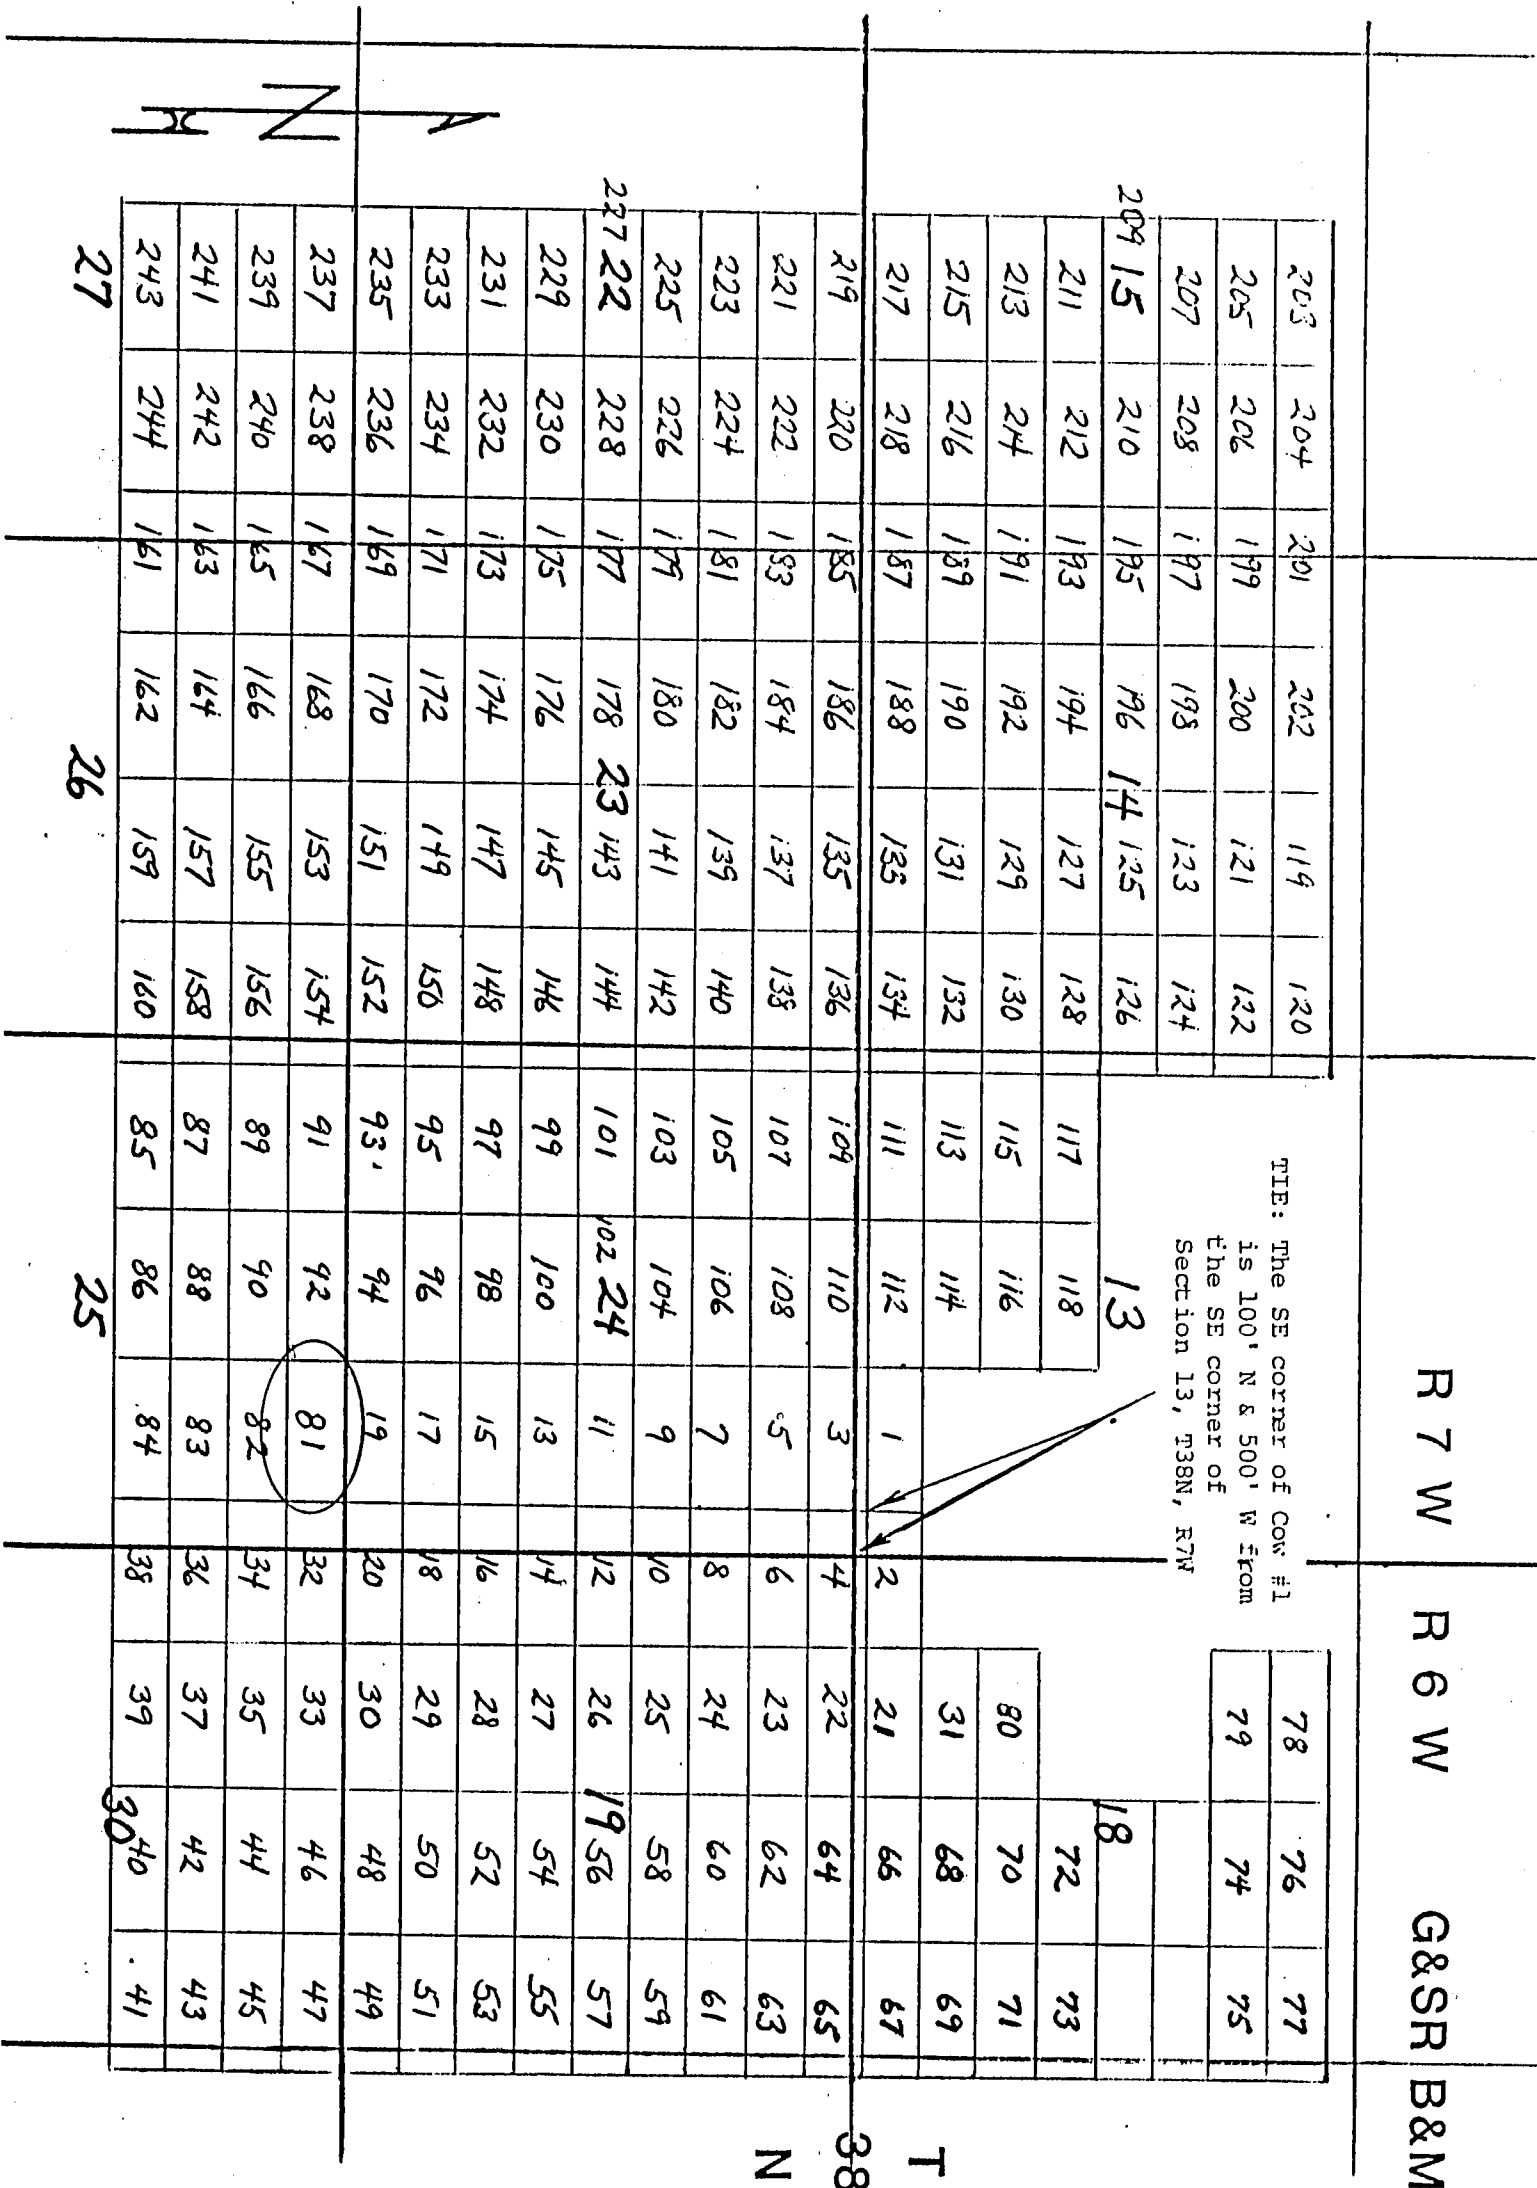 R 7 W R 6 W G&SR B&M
T
38
N
TIE: The SE corner of Cow #1
is 100' N & 500' W from
the SE corner of
Section 13, T38N, R7W
203 204 201 202 119 120 78 76 77
205 206 199 200 121 122 79 74 75
207 208 197 198 123 124
209 15 210 195 196 14 125 126 13 18
211 212 193 194 127 128 117 118 72 73
213 214 191 192 129 130 115 116 80 70 71
215 216 189 190 131 132 113 114 31 68 69
217 218 187 188 133 134 111 112 1 2 21 66 67
219 220 185 186 135 136 109 110 3 4 22 64 65
221 222 183 184 137 138 107 108 5 6 23 62 63
223 224 181 182 139 140 105 106 7 8 24 60 61
225 226 179 180 141 142 103 104 9 10 25 58 59
227 22 228 177 178 23 143 144 101 102 24 11 12 26 19 56 57
229 230 175 176 145 146 99 100 13 14 27 54 55
231 232 173 174 147 148 97 98 15 16 28 52 53
233 234 171 172 149 150 95 96 17 18 29 50 51
235 236 169 170 151 152 93 94 19 20 30 48 49
237 238 167 168 153 154 91 92 81 32 33 46 47
239 240 165 166 155 156 89 90 82 34 35 44 45
241 242 163 164 157 158 87 88 83 36 37 42 43
243 244 161 162 159 160 85 86 84 38 39 40 41
27 26 25 30
N